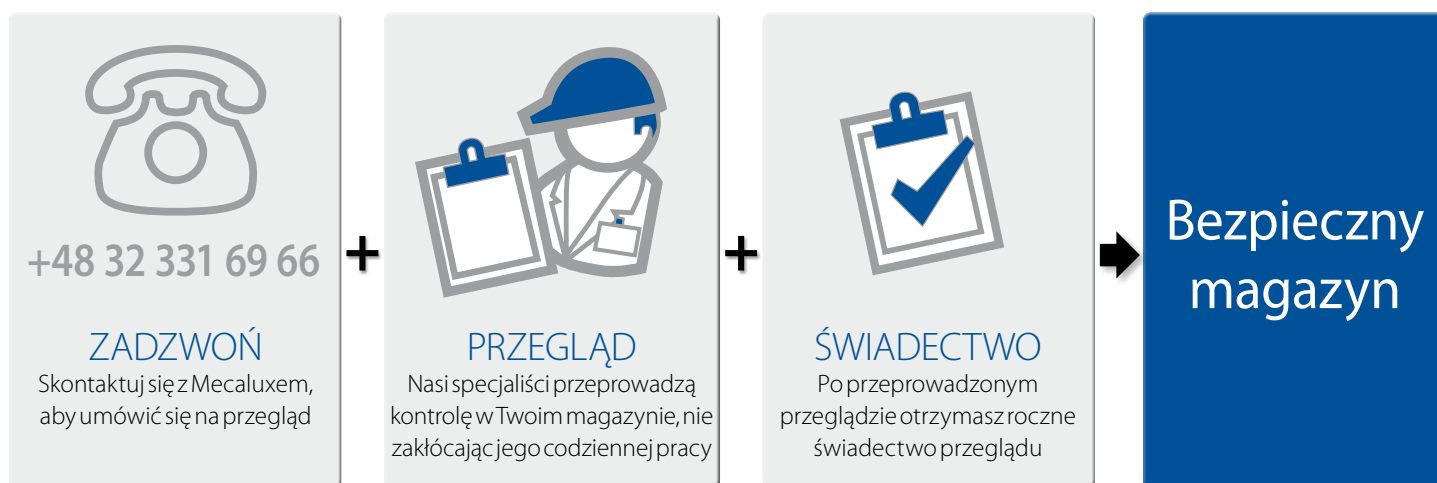 +48 32 331 69 66
ZADZWOŃ
Skontaktuj się z Mecaluxem,
aby umówić się na przegląd
+
PRZEGLĄD
Nasi specjaliści przeprowadzą
kontrolę w Twoim magazynie, nie
zakłócając jego codziennej pracy
+
ŚWIADECTWO
Po przeprowadzonym
przeglądzie otrzymasz roczne
świadectwo przeglądu
Bezpieczny
magazyn